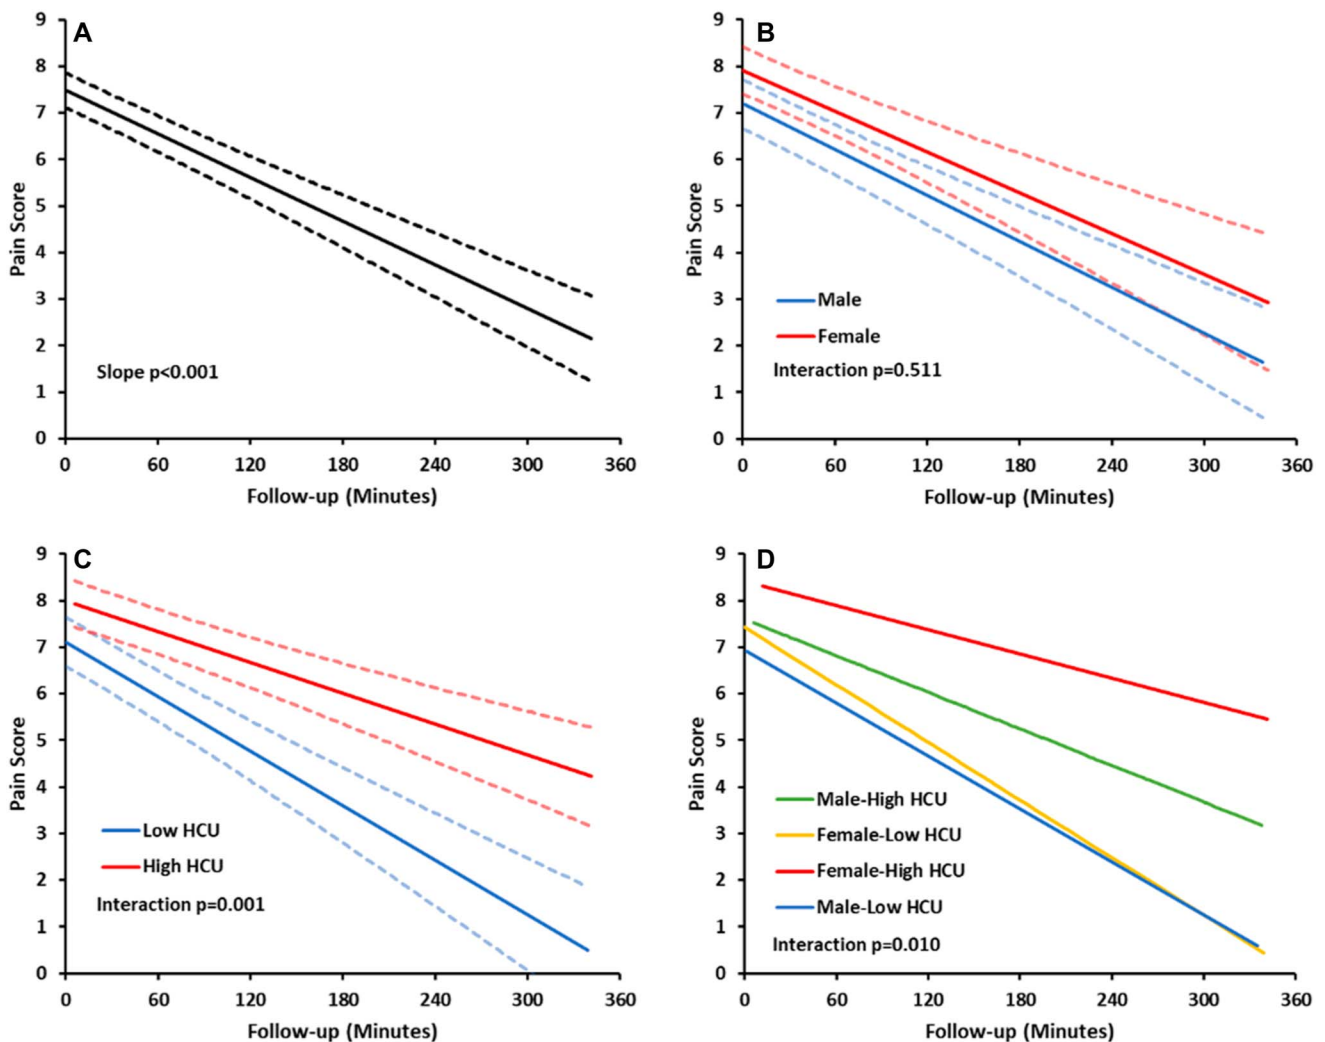 A
9
8
7
6
5
4
3
2
1
0
Pain Score
Slope p<0.001
0 60 120 180 240 300 360
Follow-up (Minutes)
B
9
8
7
6
5
4
3
2
1
0
Pain Score
Male
Female
Interaction p=0.511
0 60 120 180 240 300 360
Follow-up (Minutes)
C
9
8
7
6
5
4
3
2
1
0
Pain Score
Low HCU
High HCU
Interaction p=0.001
0 60 120 180 240 300 360
Follow-up (Minutes)
D
9
8
7
6
5
4
3
2
1
0
Pain Score
Male-High HCU
Female-Low HCU
Female-High HCU
Male-Low HCU
Interaction p=0.010
0 60 120 180 240 300 360
Follow-up (Minutes)